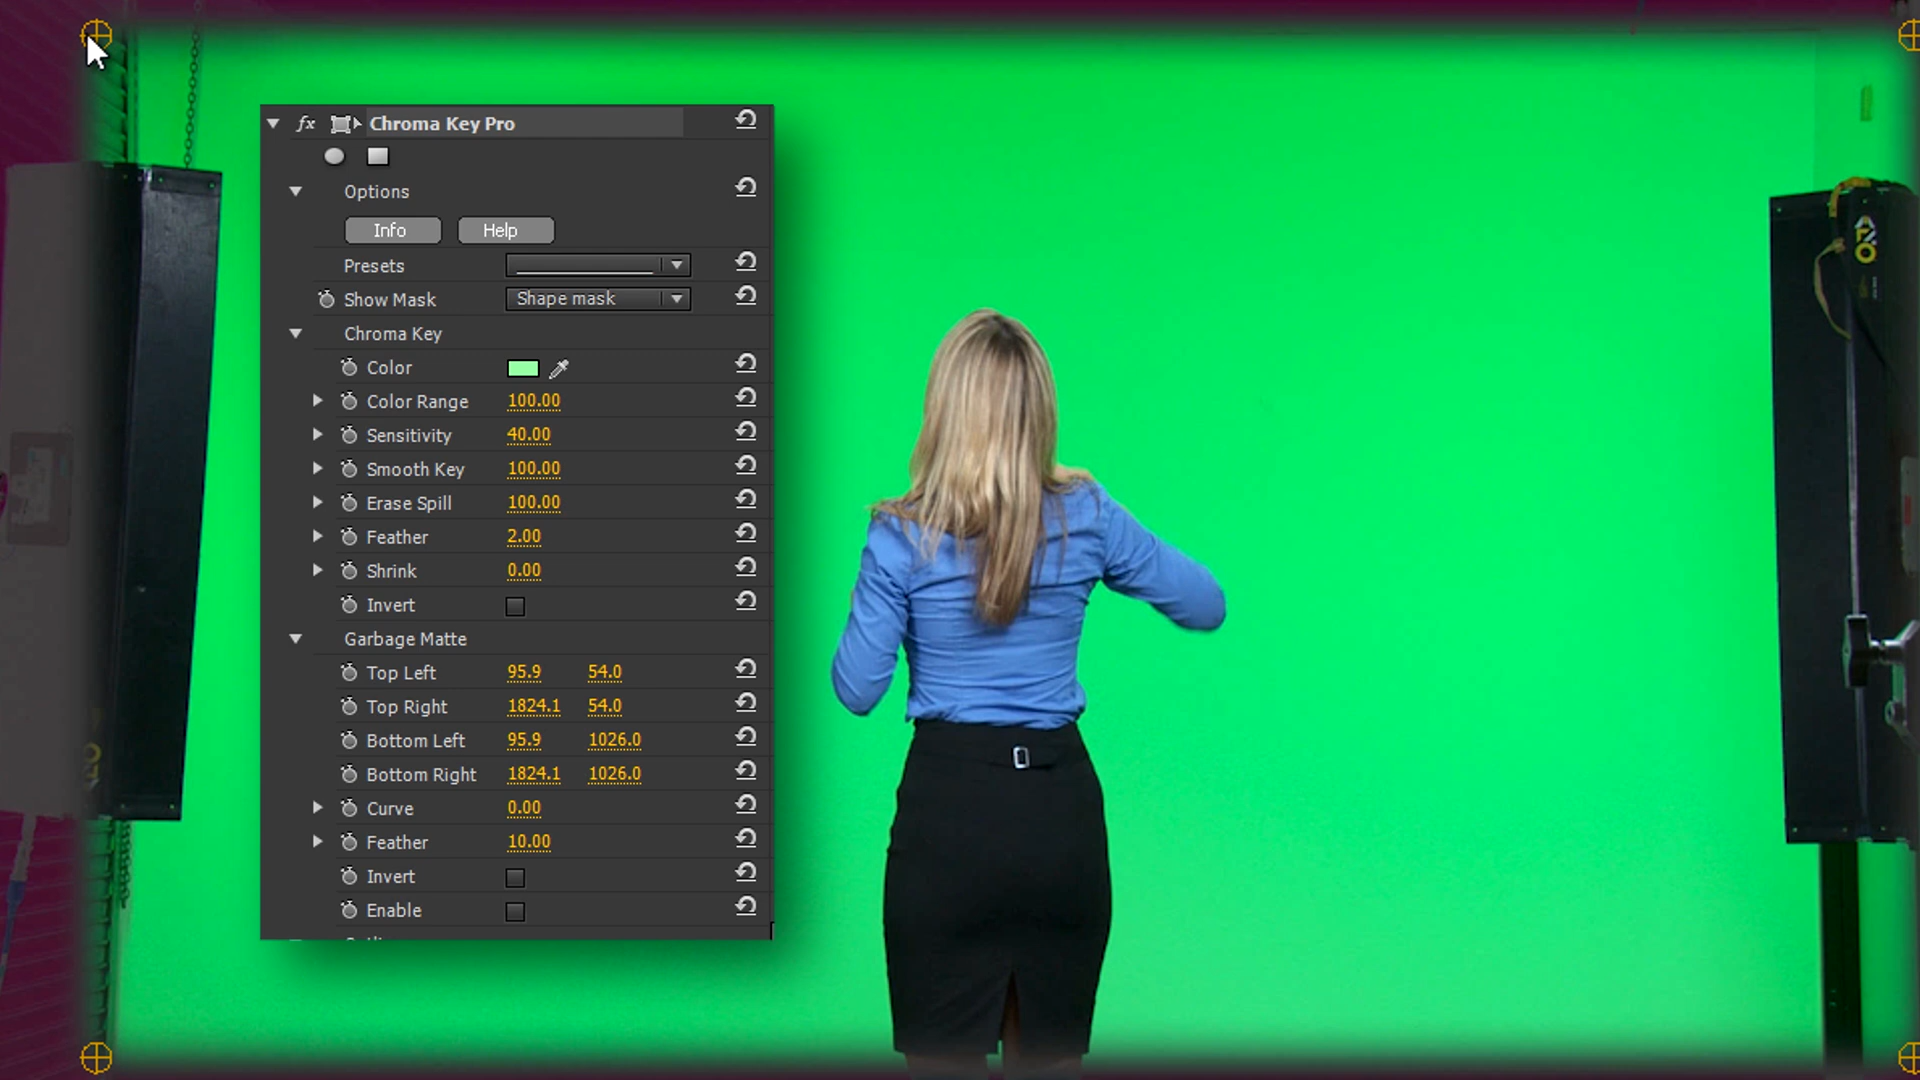 fx Chroma Key Pro
Options
Info Help
Presets
Show Mask Shape mask
Chroma Key
Color
Color Range 100.00
Sensitivity 40.00
Smooth Key 100.00
Erase Spill 100.00
Feather 2.00
Shrink 0.00
Invert
Garbage Matte
Top Left 95.9 54.0
Top Right 1824.1 54.0
Bottom Left 95.9 1026.0
Bottom Right 1824.1 1026.0
Curve 0.00
Feather 10.00
Invert
Enable